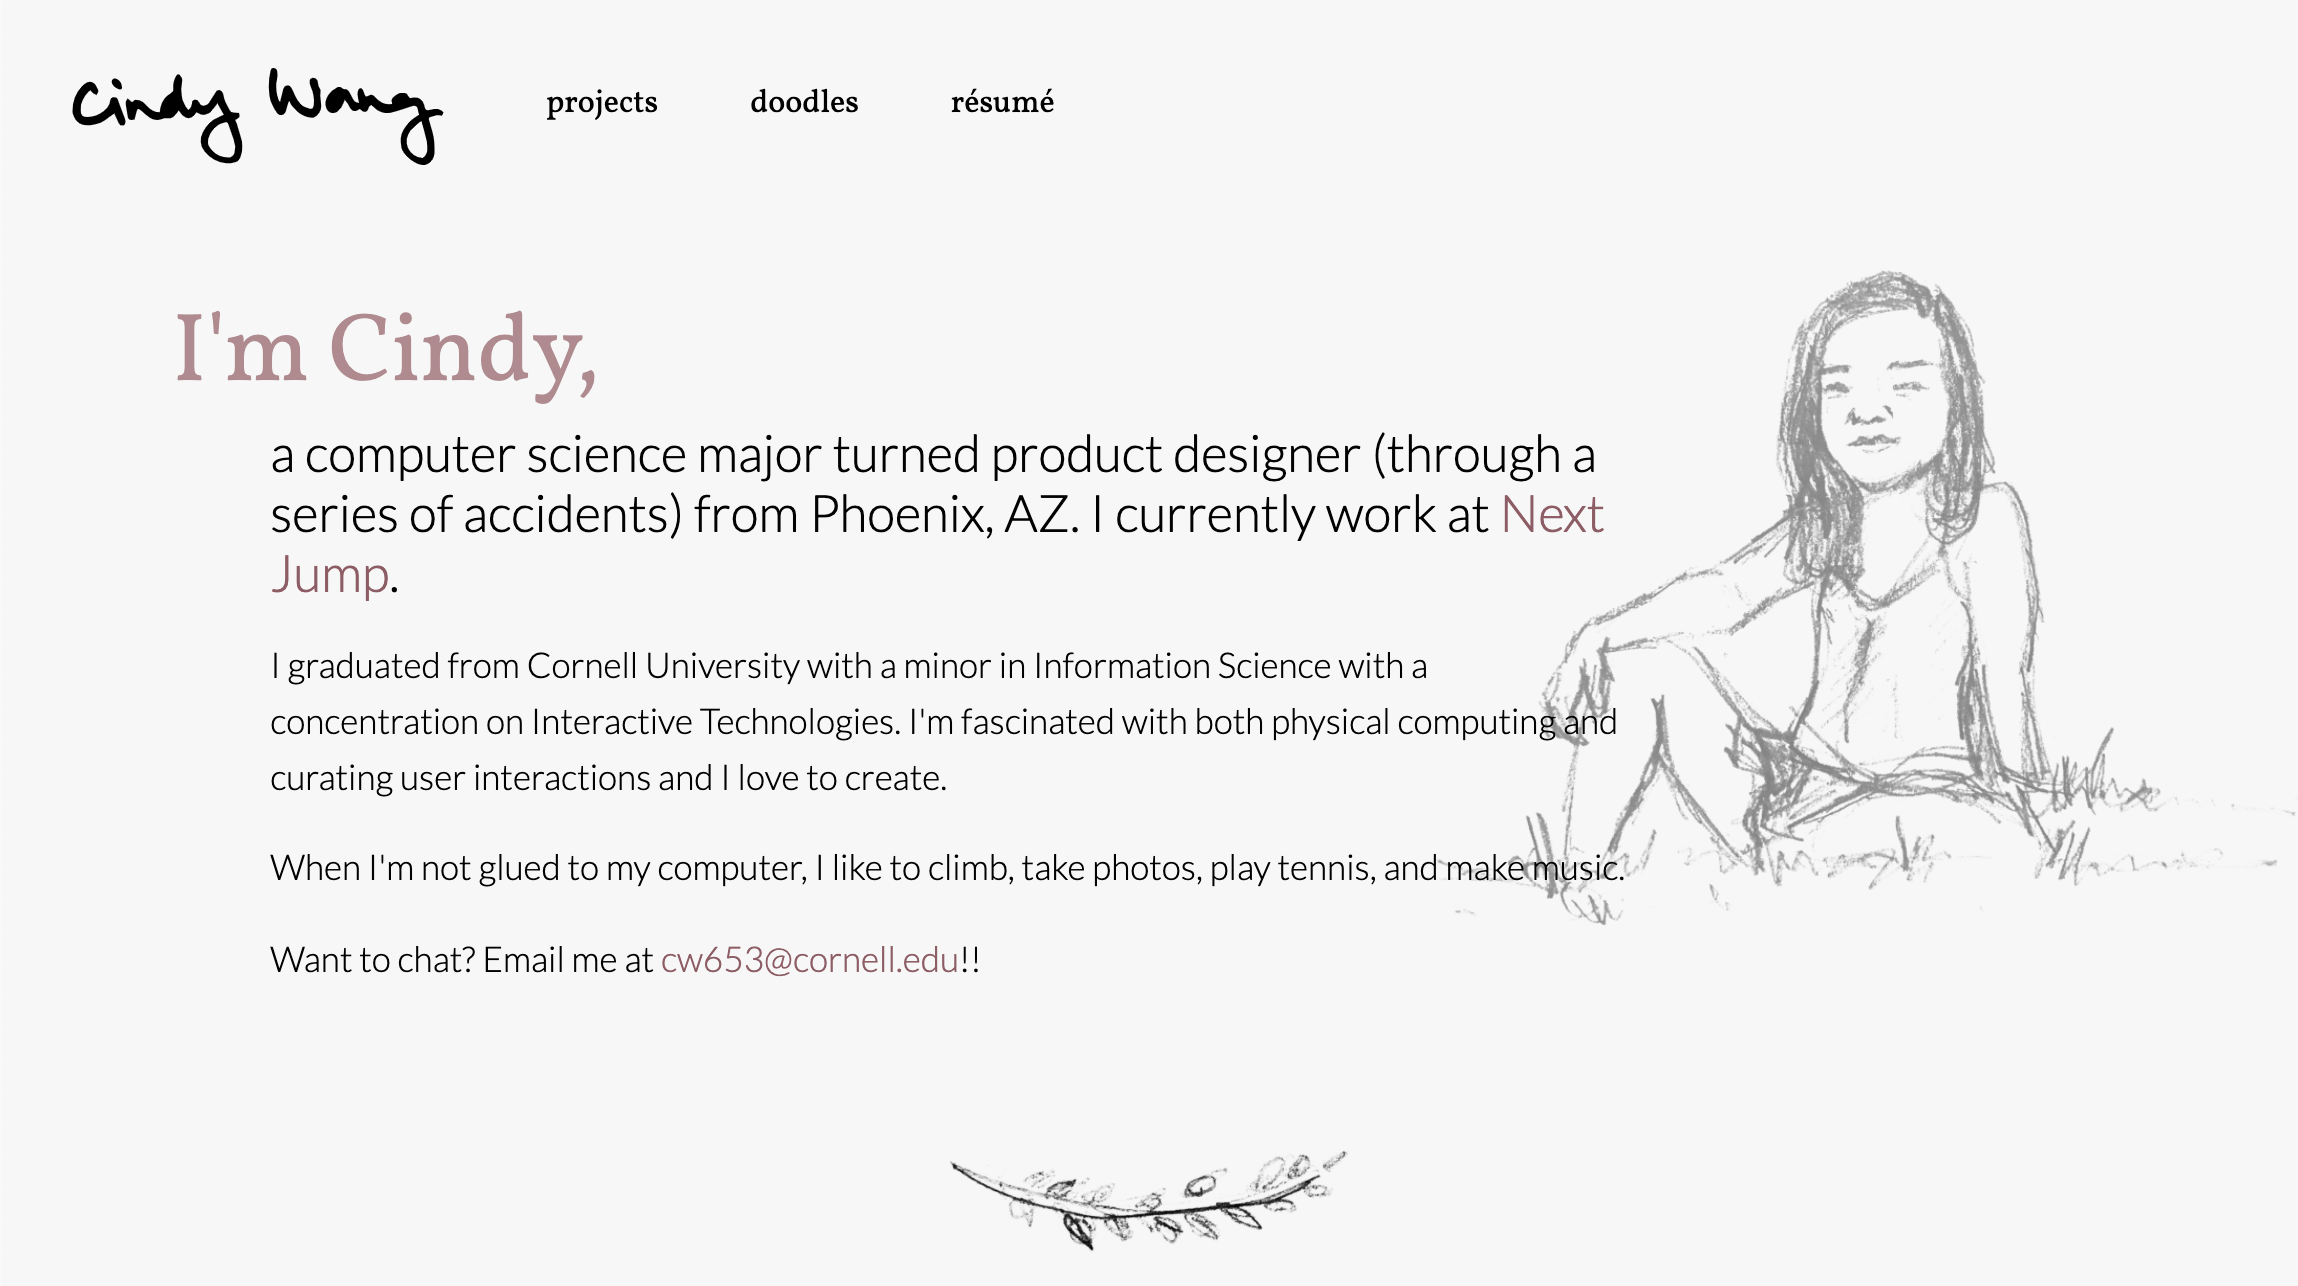 Cindy Wang
projects
doodles
résumé
I'm Cindy,
a computer science major turned product designer (through a
series of accidents) from Phoenix, AZ. I currently work at Next
Jump.
I graduated from Cornell University with a minor in Information Science with a
concentration on Interactive Technologies. I'm fascinated with both physical computing and
curating user interactions and I love to create.
When I'm not glued to my computer, I like to climb, take photos, play tennis, and make music.
Want to chat? Email me at cw653@cornell.edu!!